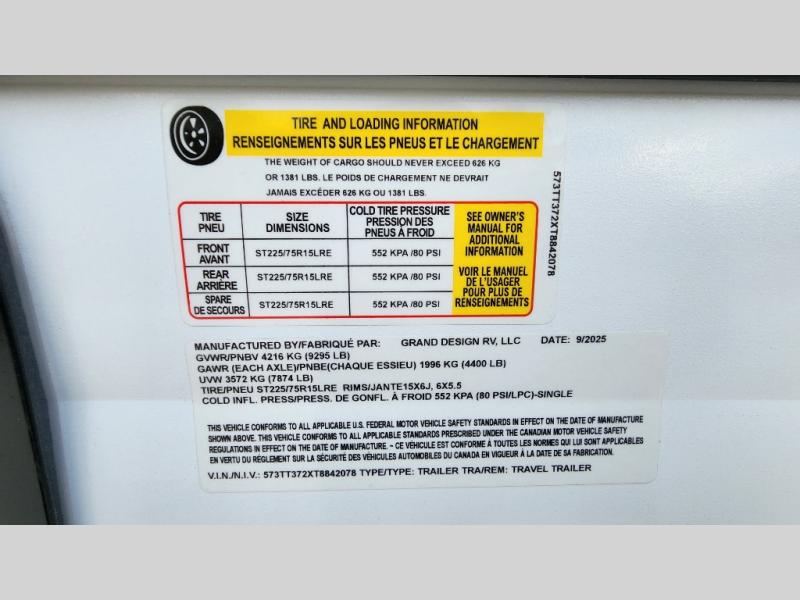 TIRE AND LOADING INFORMATION
RENSEIGNEMENTS SUR LES PNEUS ET LE CHARGEMENT
THE WEIGHT OF CARGO SHOULD NEVER EXCEED 626 KG
OR 1381 LBS. LE POIDS DE CHARGEMENT NE DEVRAIT
JAMAIS EXCÉDER 626 KG OU 1381 LBS.
TIRE
PNEU
SIZE
DIMENSIONS
COLD TIRE PRESSURE
PRESSION DES
PNEUS À FROID
FRONT
AVANT
ST225/75R15LRE
552 KPA /80 PSI
REAR
ARRIÈRE
ST225/75R15LRE
552 KPA /80 PSI
SPARE
DE SECOURS
ST225/75R15LRE
552 KPA /80 PSI
SEE OWNER'S
MANUAL FOR
ADDITIONAL
INFORMATION
VOIR LE MANUEL
DE L'USAGER
POUR PLUS DE
RENSEIGNEMENTS
573TT372XT8842078
MANUFACTURED BY/FABRIQUÉ PAR: GRAND DESIGN RV, LLC DATE: 9/2025
GVWR/PNBV 4216 KG (9295 LB)
GAWR (EACH AXLE)/PNBE(CHAQUE ESSIEU) 1996 KG (4400 LB)
UVW 3572 KG (7874 LB)
TIRE/PNEU ST225/75R15LRE RIMS/JANTE15X6J, 6X5.5
COLD INFL. PRESS/PRESS. DE GONFL. À FROID 552 KPA (80 PSI/LPC)-SINGLE
THIS VEHICLE CONFORMS TO ALL APPLICABLE U.S. FEDERAL MOTOR VEHICLE SAFETY STANDARDS IN EFFECT ON THE DATE OF MANUFACTURE
SHOWN ABOVE. THIS VEHICLE CONFORMS TO ALL APPLICABLE STANDARDS PRESCRIBED UNDER THE CANADIAN MOTOR VEHICLE SAFETY
REGULATIONS IN EFFECT ON THE DATE OF MANUFACTURE. - CE VÉHICULE EST CONFORME À TOUTES LES NORMES QUI LUI SONT APPLICABLES
EN VERTU DU RÈGLEMENT SUR LA SÉCURITÉ DES VÉHICULES AUTOMOBILES DU CANADA EN VIGUEUR À LA DATE DE SA FABRICATION.
V.I.N./N.I.V.: 573TT372XT8842078 TYPE/TYPE: TRAILER TRA/REM: TRAVEL TRAILER